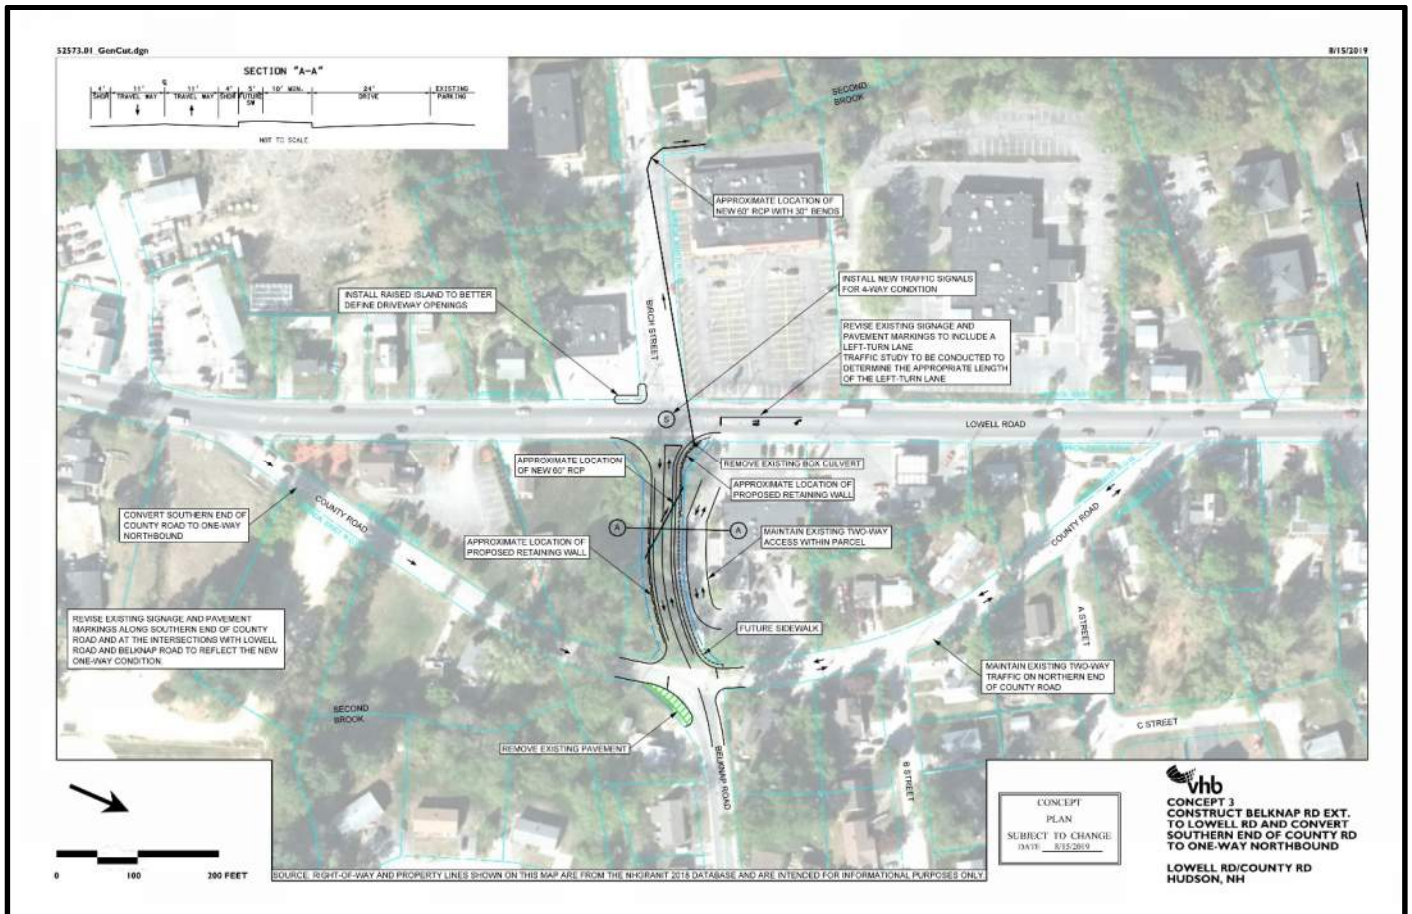 52573.01_GenCut.dgn
8/15/2019
SECTION "A-A"
4' 11' 11' 4' 5' 10' MIN. 24' EXISTING
SHDR TRAVEL WAY TRAVEL WAY SHDR FUTURE DRIVE PARKING
SW
NOT TO SCALE
SECOND
BROOK
APPROXIMATE LOCATION OF
NEW 60" RCP WITH 30° BENDS
INSTALL NEW TRAFFIC SIGNALS
FOR 4-WAY CONDITION
INSTALL RAISED ISLAND TO BETTER
DEFINE DRIVEWAY OPENINGS
BIRCH STREET
REVISE EXISTING SIGNAGE AND
PAVEMENT MARKINGS TO INCLUDE A
LEFT-TURN LANE
TRAFFIC STUDY TO BE CONDUCTED TO
DETERMINE THE APPROPRIATE LENGTH
OF THE LEFT-TURN LANE
S
LOWELL ROAD
APPROXIMATE LOCATION
OF NEW 60" RCP
REMOVE EXISTING BOX CULVERT
APPROXIMATE LOCATION OF
PROPOSED RETAINING WALL
CONVERT SOUTHERN END OF
COUNTY ROAD TO ONE-WAY
NORTHBOUND
COUNTY ROAD
A
A
MAINTAIN EXISTING TWO-WAY
ACCESS WITHIN PARCEL
COUNTY ROAD
APPROXIMATE LOCATION OF
PROPOSED RETAINING WALL
REVISE EXISTING SIGNAGE AND PAVEMENT
MARKINGS ALONG SOUTHERN END OF COUNTY
ROAD AND AT THE INTERSECTIONS WITH LOWELL
ROAD AND BELKNAP ROAD TO REFLECT THE NEW
ONE-WAY CONDITION.
FUTURE SIDEWALK
A STREET
MAINTAIN EXISTING TWO-WAY
TRAFFIC ON NORTHERN END
OF COUNTY ROAD
SECOND
BROOK
C STREET
REMOVE EXISTING PAVEMENT
BELKNAP ROAD
B STREET
0 100 200 FEET
SOURCE: RIGHT-OF-WAY AND PROPERTY LINES SHOWN ON THIS MAP ARE FROM THE NHGRANIT 2018 DATABASE AND ARE INTENDED FOR INFORMATIONAL PURPOSES ONLY.
CONCEPT
PLAN
SUBJECT TO CHANGE
DATE 8/15/2019
vhb
CONCEPT 3
CONSTRUCT BELKNAP RD EXT.
TO LOWELL RD AND CONVERT
SOUTHERN END OF COUNTY RD
TO ONE-WAY NORTHBOUND
LOWELL RD/COUNTY RD
HUDSON, NH